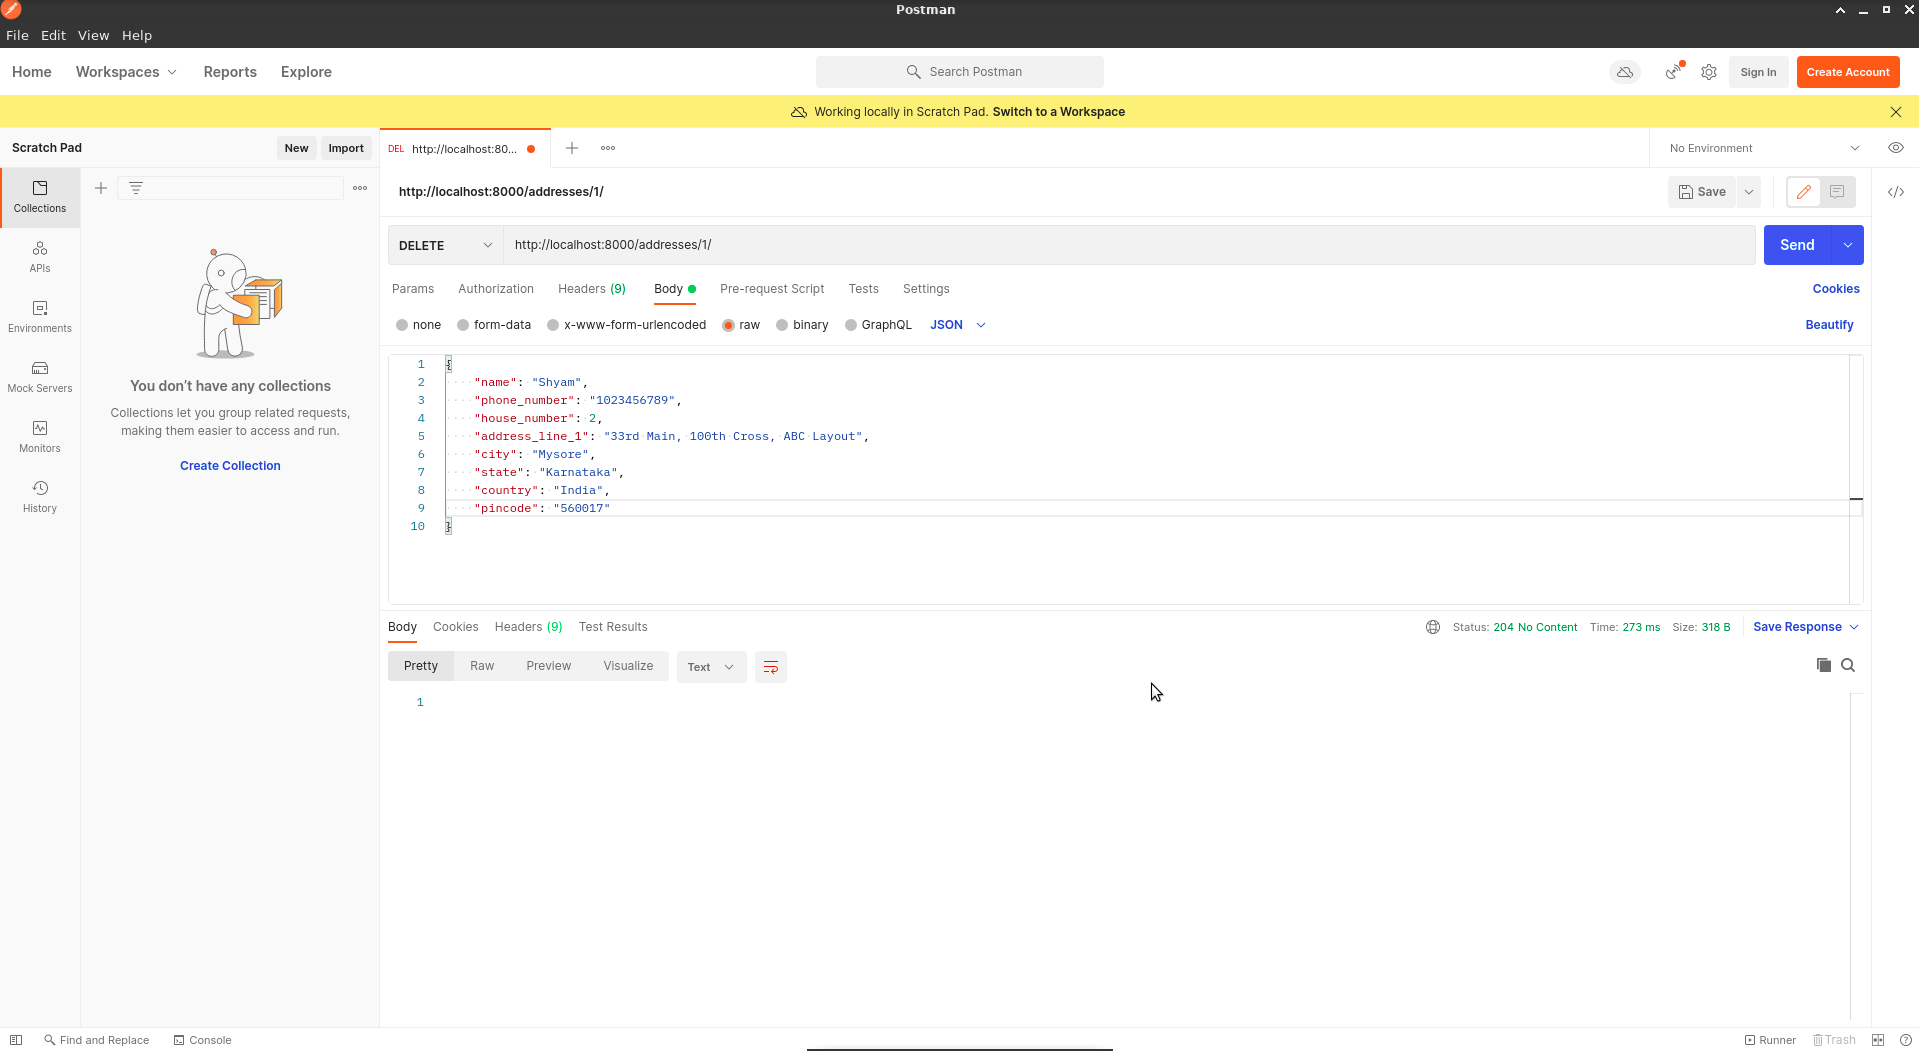 Postman
File Edit View Help
Home Workspaces Reports Explore Search Postman Sign In Create Account
Working locally in Scratch Pad. Switch to a Workspace
Scratch Pad New Import DEL http://localhost:80... No Environment
http://localhost:8000/addresses/1/ Save
Collections
APIs
Environments
Mock Servers
Monitors
History
You don’t have any collections
Collections let you group related requests,
making them easier to access and run.
Create Collection
DELETE http://localhost:8000/addresses/1/ Send
Params Authorization Headers (9) Body Pre-request Script Tests Settings Cookies
none form-data x-www-form-urlencoded raw binary GraphQL JSON Beautify
1 {
2 "name": "Shyam",
3 "phone_number": "1023456789",
4 "house_number": 2,
5 "address_line_1": "33rd Main, 100th Cross, ABC Layout",
6 "city": "Mysore",
7 "state": "Karnataka",
8 "country": "India",
9 "pincode": "560017"
10 }
Body Cookies Headers (9) Test Results Status: 204 No Content Time: 273 ms Size: 318 B Save Response
Pretty Raw Preview Visualize Text
1
Find and Replace Console Runner Trash